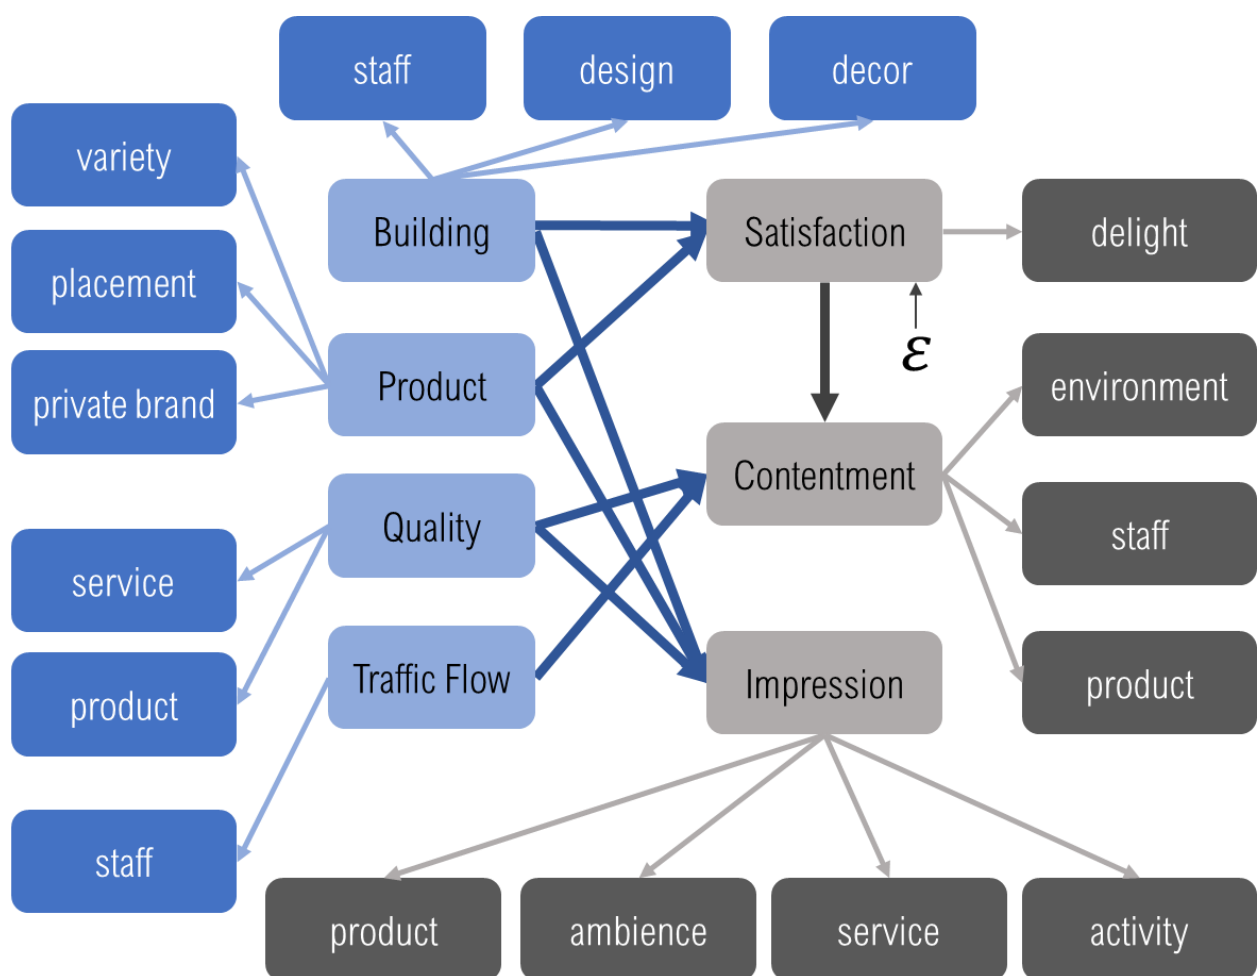 staff
design
decor
variety
Building
Satisfaction
delight
placement
ε
Product
environment
private brand
Contentment
Quality
staff
service
Traffic Flow
Impression
product
product
staff
product
ambience
service
activity